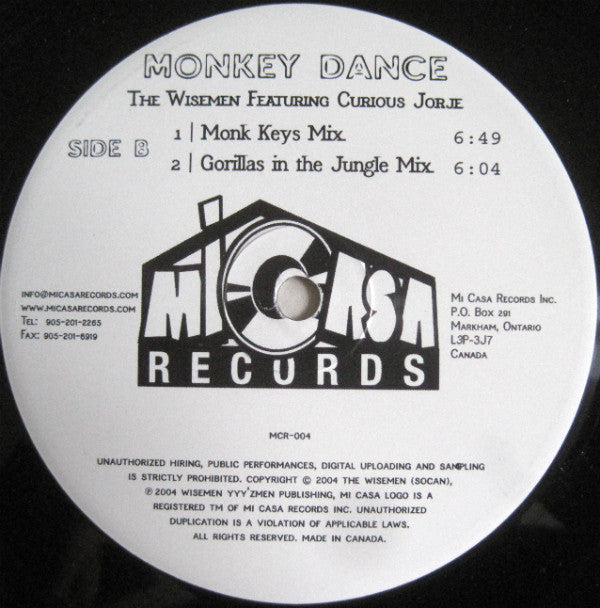 MONKEY DANCE
The Wisemen Featuring Curious Jorje
SIDE B
1 | Monk Keys Mix 6:49
2 | Gorillas in the Jungle Mix 6:04
MI CASA
RECORDS
INFO@MICASARECORDS.COM
WWW.MICASARECORDS.COM
TEL: 905-201-2265
FAX: 905-201-6919
Mi Casa Records Inc.
P.O. Box 291
Markham, Ontario
L3P-3J7
Canada
MCR-004
UNAUTHORIZED HIRING, PUBLIC PERFORMANCES, DIGITAL UPLOADING AND SAMPLING
IS STRICTLY PROHIBITED. COPYRIGHT © 2004 THE WISEMEN (SOCAN),
℗ 2004 WISEMEN YYY'ZMEN PUBLISHING, MI CASA LOGO IS A
REGISTERED TM OF MI CASA RECORDS INC. UNAUTHORIZED
DUPLICATION IS A VIOLATION OF APPLICABLE LAWS.
ALL RIGHTS RESERVED. MADE IN CANADA.